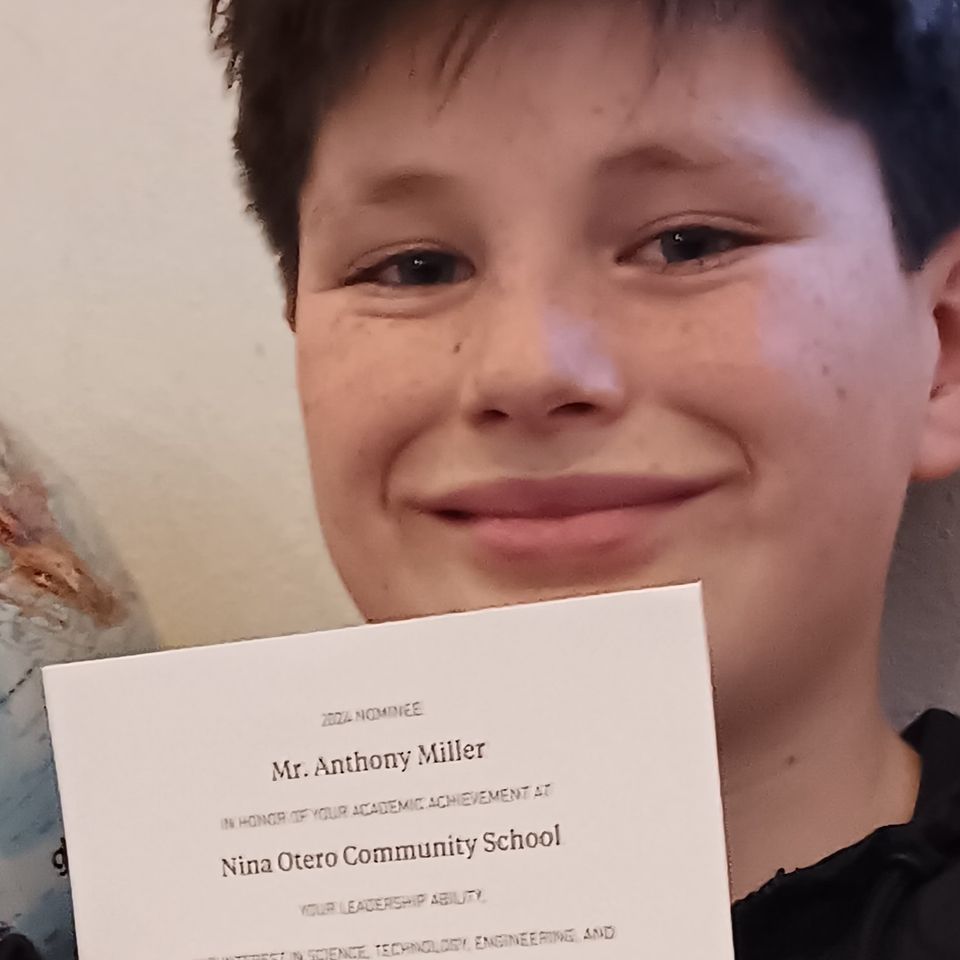 2024 NOMINEE
Mr. Anthony Miller
IN HONOR OF YOUR ACADEMIC ACHIEVEMENT AT
Nina Otero Community School
YOUR LEADERSHIP ABILITY,
INTEREST IN SCIENCE, TECHNOLOGY, ENGINEERING, AND